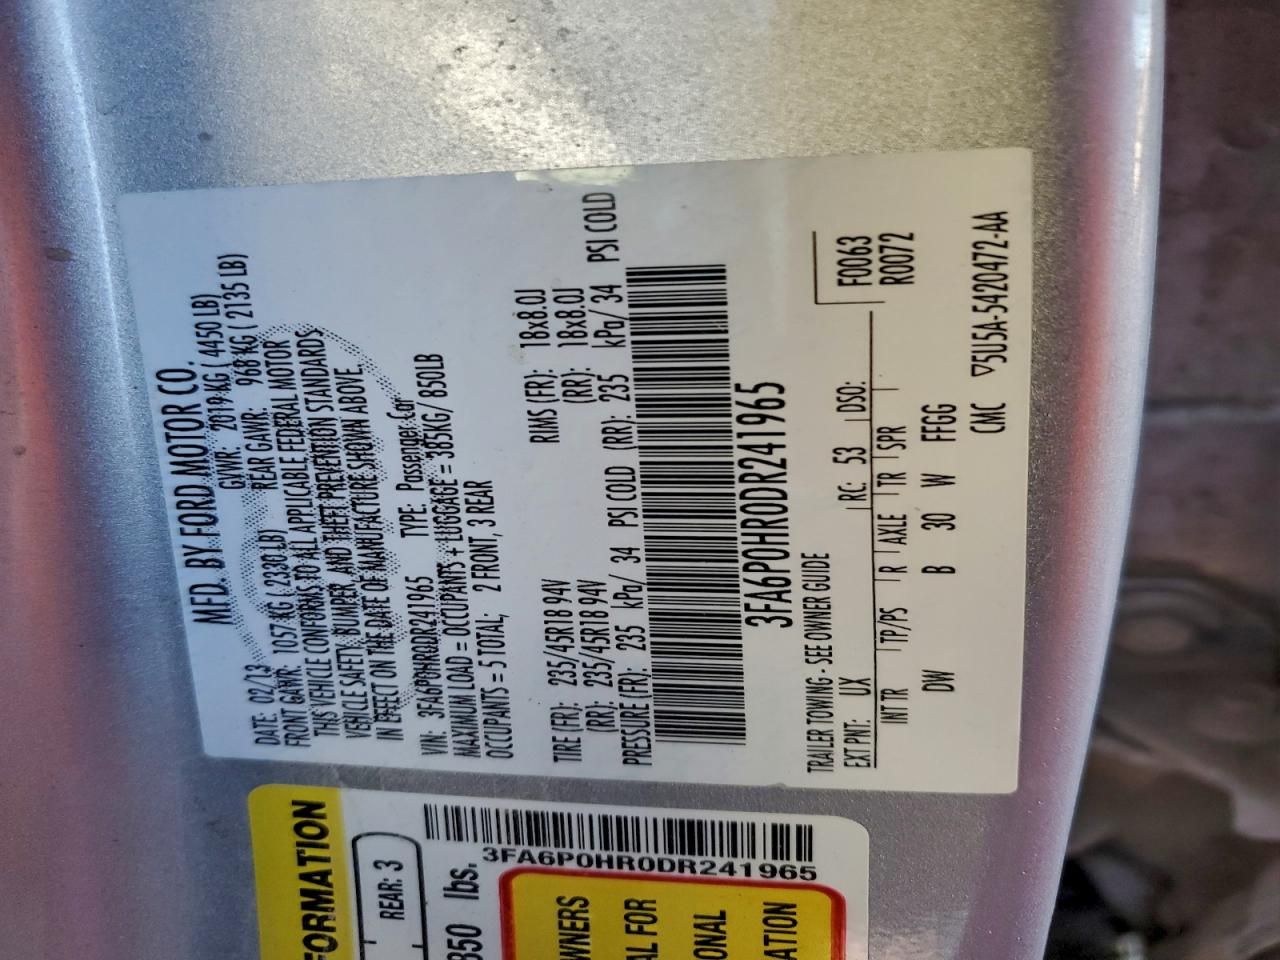 MFD. BY FORD MOTOR CO.
DATE: 02/13 GVWR: 2019 KG ( 4450 LB)
FRONT GAWR: 1057 KG ( 2330 LB) REAR GAWR: 968 KG ( 2135 LB)
THIS VEHICLE CONFORMS TO ALL APPLICABLE FEDERAL MOTOR
VEHICLE SAFETY, BUMPER, AND THEFT PREVENTION STANDARDS
IN EFFECT ON THE DATE OF MANUFACTURE SHOWN ABOVE.
VIN: 3FA6P0HR0DR241965 TYPE: Passenger Car
MAXIMUM LOAD = OCCUPANTS + LUGGAGE = 385KG/ 850LB
OCCUPANTS = 5 TOTAL; 2 FRONT, 3 REAR
TIRE (FR): 235/45R18 94V RIMS (FR): 18x8.0J
(RR): 235/45R18 94V (RR): 18x8.0J
PRESSURE (FR): 235 kPa/ 34 PSI COLD (RR): 235 kPa/ 34 PSI COLD
3FA6P0HR0DR241965
TRAILER TOWING - SEE OWNER GUIDE
EXT PNT: UX RC: 53 DSO: F0063
INT TR TP/PS R AXLE TR SPR R0072
DW B 30 W FFGG
CMC ▽5U5A-5420472-AA
FORMATION
REAR: 3
3FA6P0HR0DR241965
850 lbs.
WNERS
AL FOR
ONAL
ATION